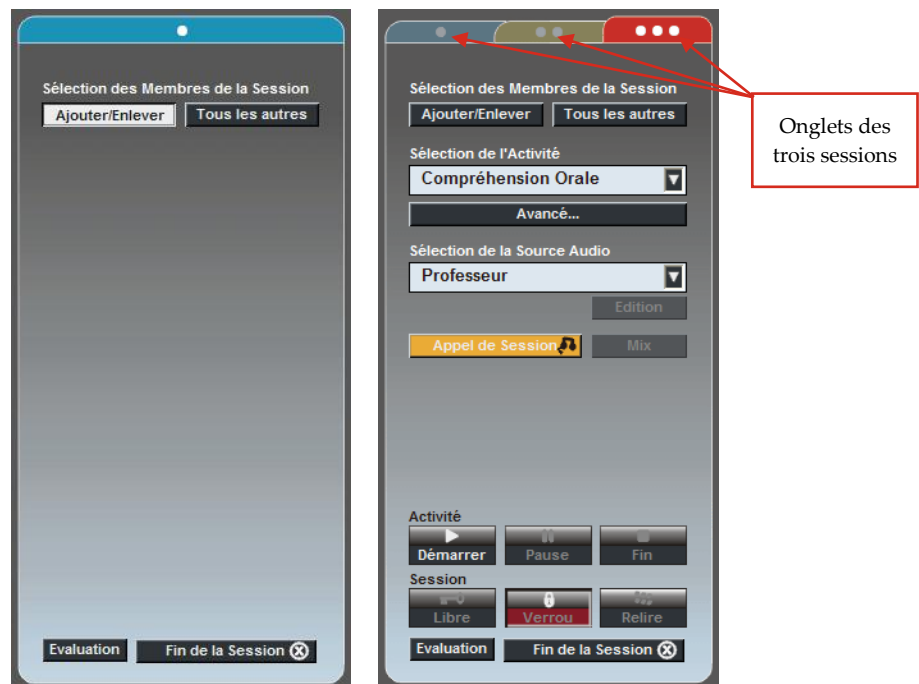 Sélection des Membres de la Session
Ajouter/Enlever Tous les autres
Evaluation Fin de la Session
Sélection des Membres de la Session
Ajouter/Enlever Tous les autres
Sélection de l'Activité
Compréhension Orale
Avancé...
Sélection de la Source Audio
Professeur
Edition
Appel de Session Mix
Activité
Démarrer Pause Fin
Session
Libre Verrou Relire
Evaluation Fin de la Session
Onglets des
trois sessions